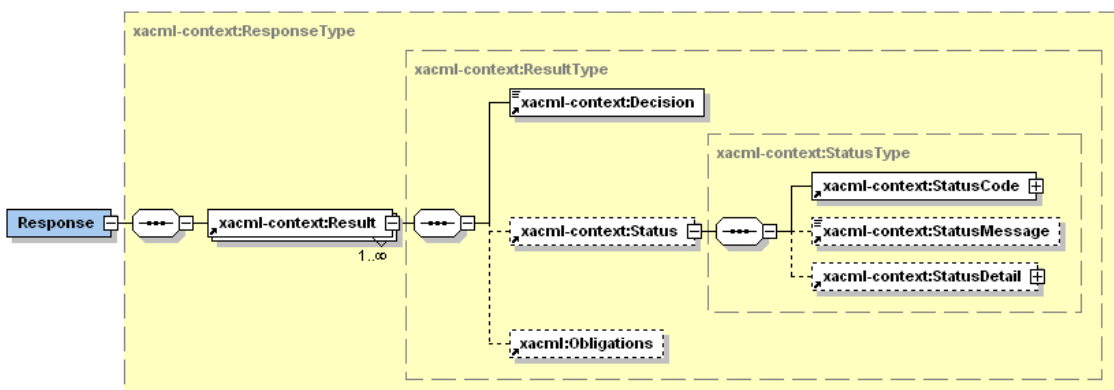 xacml-context:ResponseType
xacml-context:ResultType
xacml-context:Decision
xacml-context:StatusType
xacml-context:StatusCode
Response
xacml-context:Result
xacml-context:Status
xacml-context:StatusMessage
1..∞
xacml-context:StatusDetail
xacml:Obligations